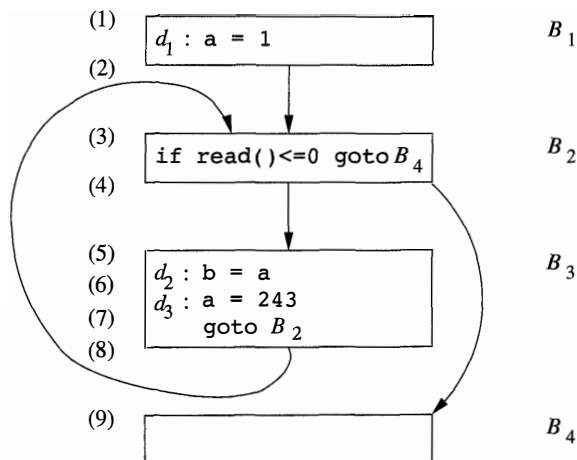 (1)
d₁ : a = 1
B₁
(2)
(3)
if read()<=0 goto B₄
B₂
(4)
(5)
d₂ : b = a
B₃
(6)
d₃ : a = 243
(7)
goto B₂
(8)
(9)
B₄